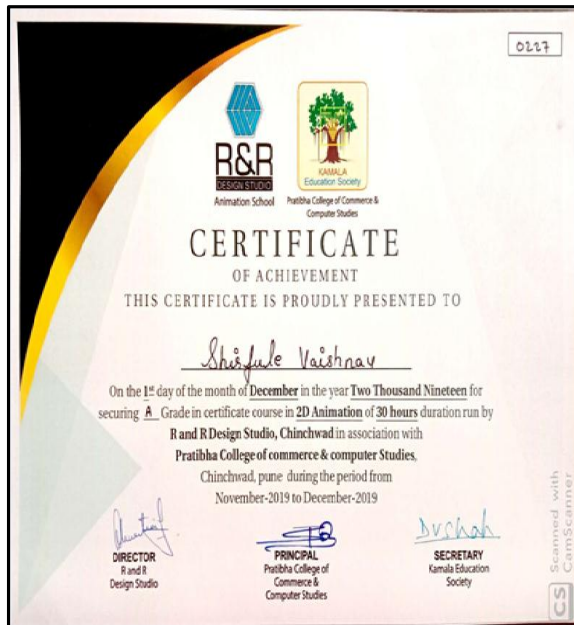 0227
R&R
DESIGN STUDIO
Animation School
KAMALA
Education Society
Pratibha College of Commerce &
Computer Studies
CERTIFICATE
OF ACHIEVEMENT
THIS CERTIFICATE IS PROUDLY PRESENTED TO
Shisfule Vaishnav
On the 1st day of the month of December in the year Two Thousand Nineteen for
securing A Grade in certificate course in 2D Animation of 30 hours duration run by
R and R Design Studio, Chinchwad in association with
Pratibha College of commerce & computer Studies,
Chinchwad, pune during the period from
November-2019 to December-2019
DIRECTOR
R and R
Design Studio
PRINCIPAL
Pratibha College of
Commerce &
Computer Studies
Dvshah
SECRETARY
Kamala Education
Society
CS Scanned with
CamScanner